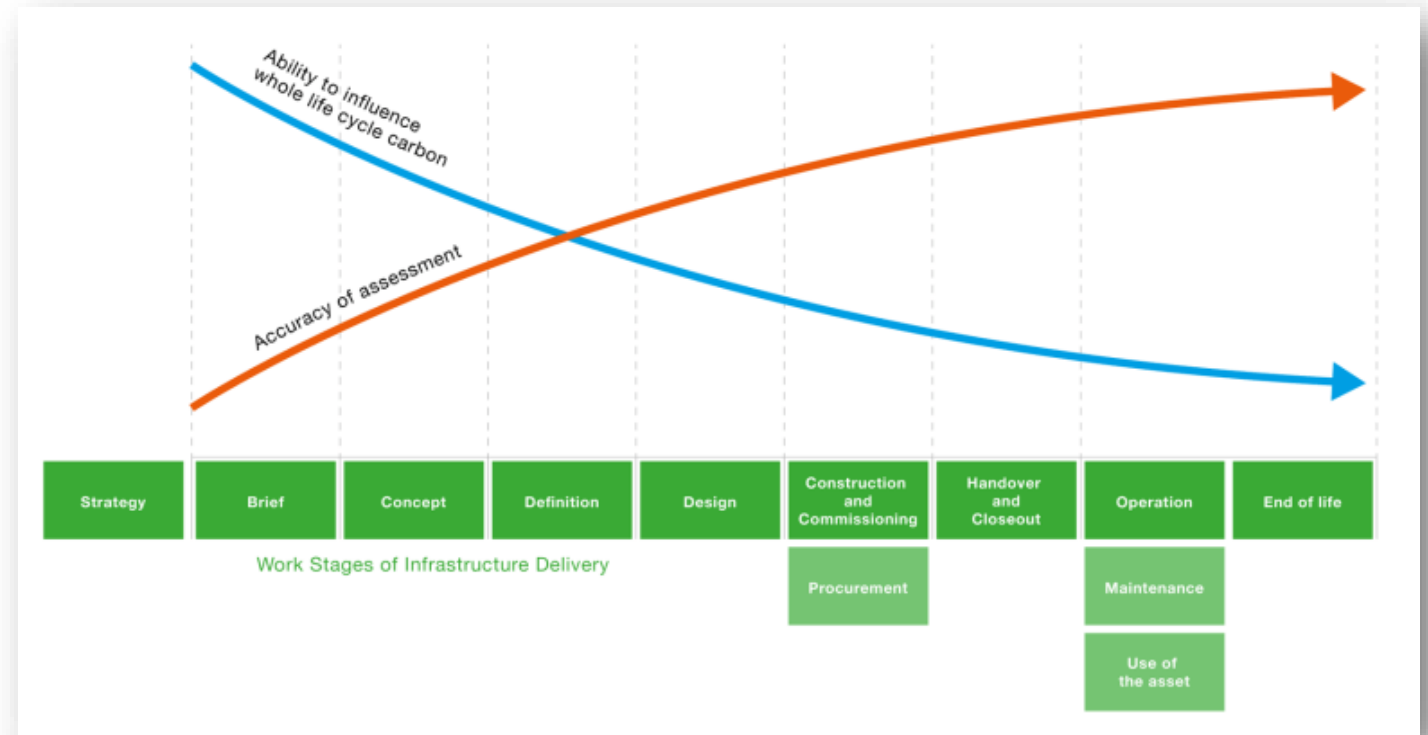 Ability to influence
whole life cycle carbon
Accuracy of assessment
Strategy
Brief
Concept
Definition
Design
Construction
and
Commissioning
Handover
and
Closeout
Operation
End of life
Work Stages of Infrastructure Delivery
Procurement
Maintenance
Use of
the asset